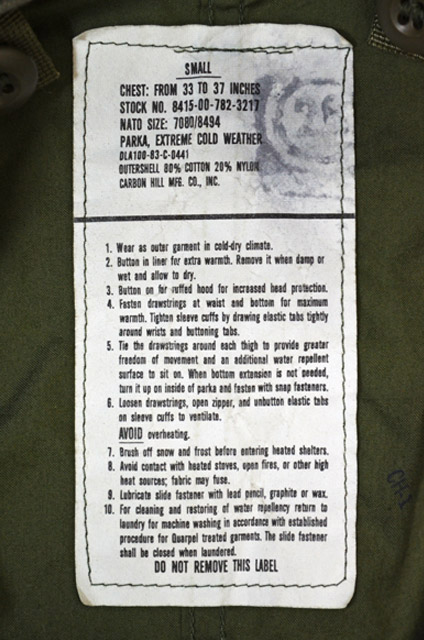 SMALL
CHEST: FROM 33 TO 37 INCHES
STOCK NO. 8415-00-782-3217
NATO SIZE: 7080/8494
PARKA, EXTREME COLD WEATHER
DLA100-83-C-0441
OUTERSHELL 80% COTTON 20% NYLON
CARBON HILL MFG. CO., INC.
1. Wear as outer garment in cold-dry climate.
2. Button in liner for extra warmth. Remove it when damp or
wet and allow to dry.
3. Button on fur ruffed hood for increased head protection.
4. Fasten drawstrings at waist and bottom for maximum
warmth. Tighten sleeve cuffs by drawing elastic tabs tightly
around wrists and buttoning tabs.
5. Tie the drawstrings around each thigh to provide greater
freedom of movement and an additional water repellent
surface to sit on. When bottom extension is not needed,
turn it up on inside of parka and fasten with snap fasteners.
6. Loosen drawstrings, open zipper, and unbutton elastic tabs
on sleeve cuffs to ventilate.
AVOID overheating.
7. Brush off snow and frost before entering heated shelters.
8. Avoid contact with heated stoves, open fires, or other high
heat sources; fabric may fuse.
9. Lubricate slide fastener with lead pencil, graphite or wax.
10. For cleaning and restoring of water repellency return to
laundry for machine washing in accordance with established
procedure for Quarpel treated garments. The slide fastener
shall be closed when laundered.
DO NOT REMOVE THIS LABEL